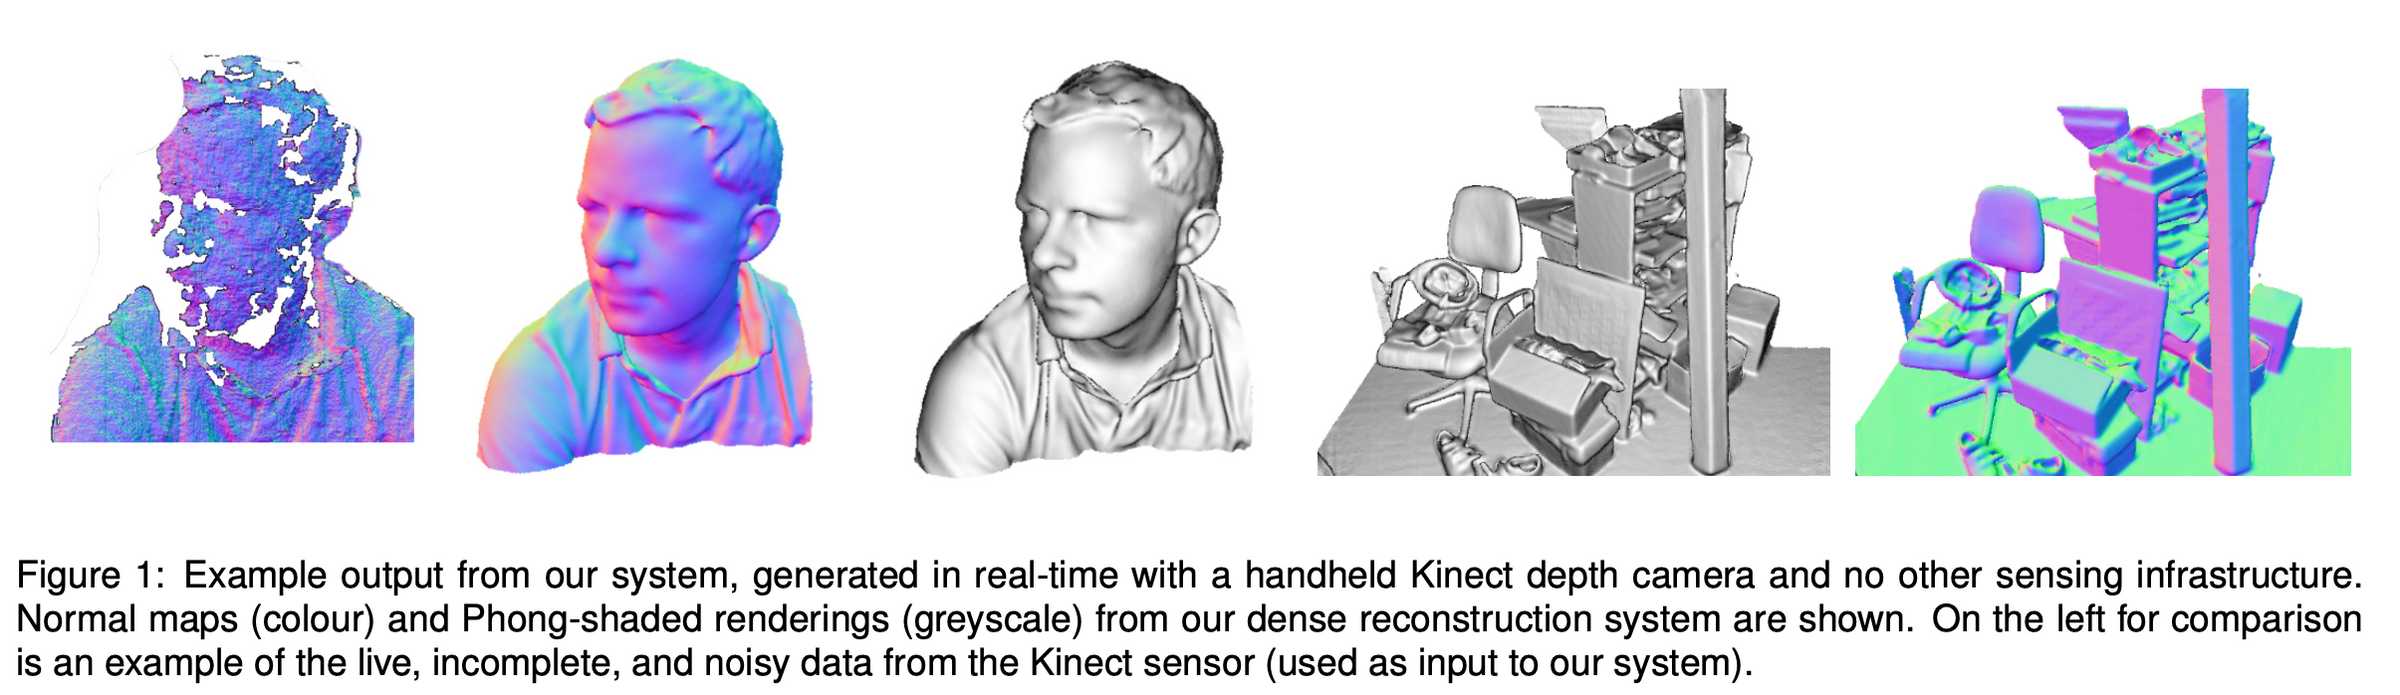 Figure 1: Example output from our system, generated in real-time with a handheld Kinect depth camera and no other sensing infrastructure.
Normal maps (colour) and Phong-shaded renderings (greyscale) from our dense reconstruction system are shown. On the left for comparison
is an example of the live, incomplete, and noisy data from the Kinect sensor (used as input to our system).